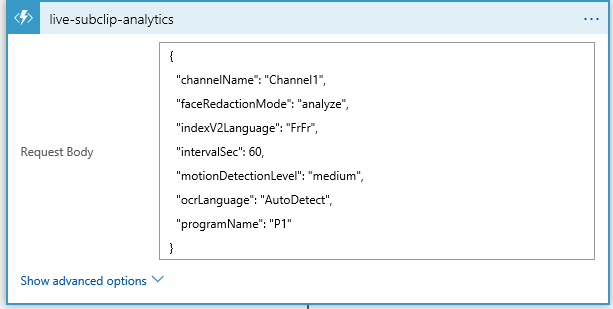 live-subclip-analytics
Request Body
{
"channelName": "Channel1",
"faceRedactionMode": "analyze",
"indexV2Language": "FrFr",
"intervalSec": 60,
"motionDetectionLevel": "medium",
"ocrLanguage": "AutoDetect",
"programName": "P1"
}
Show advanced options